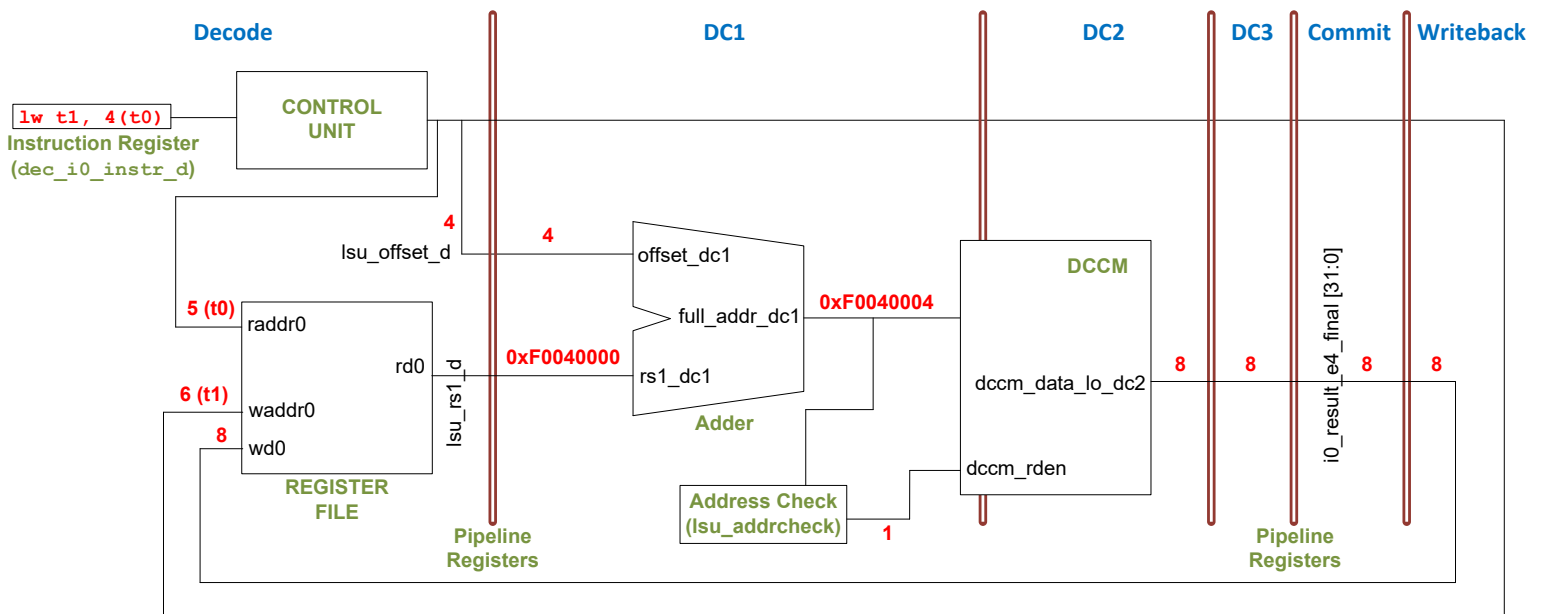 Decode
DC1
DC2
DC3
Commit
Writeback
lw t1, 4(t0)
Instruction Register
(dec_i0_instr_d)
CONTROL
UNIT
4
lsu_offset_d
4
offset_dc1
full_addr_dc1
rs1_dc1
Adder
0xF0040004
DCCM
dccm_data_lo_dc2
dccm_rden
5 (t0)
raddr0
rd0
lsu_rs1_d
0xF0040000
6 (t1)
waddr0
8
wd0
REGISTER
FILE
Address Check
(lsu_addrcheck)
1
8
8
i0_result_e4_final [31:0]
8
8
Pipeline
Registers
Pipeline
Registers